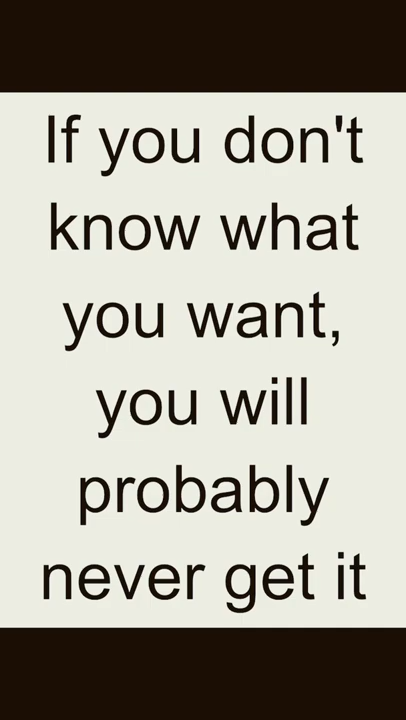 If you don't
know what
you want,
you will
probably
never get it